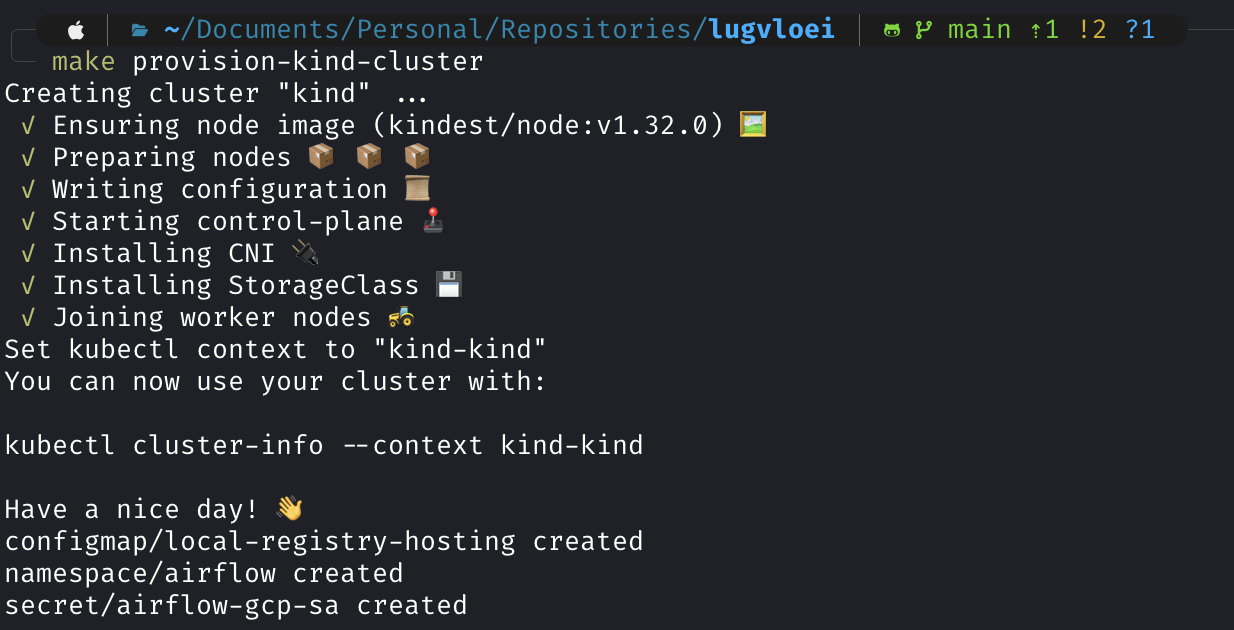 ~/Documents/Personal/Repositories/lugvloei main ↑1 !2 ?1
make provision-kind-cluster
Creating cluster "kind" ...
✓ Ensuring node image (kindest/node:v1.32.0) 🖼
✓ Preparing nodes 📦 📦 📦
✓ Writing configuration 📜
✓ Starting control-plane 🕹️
✓ Installing CNI 🔌
✓ Installing StorageClass 💾
✓ Joining worker nodes 🚜
Set kubectl context to "kind-kind"
You can now use your cluster with:
kubectl cluster-info --context kind-kind
Have a nice day! 👋
configmap/local-registry-hosting created
namespace/airflow created
secret/airflow-gcp-sa created